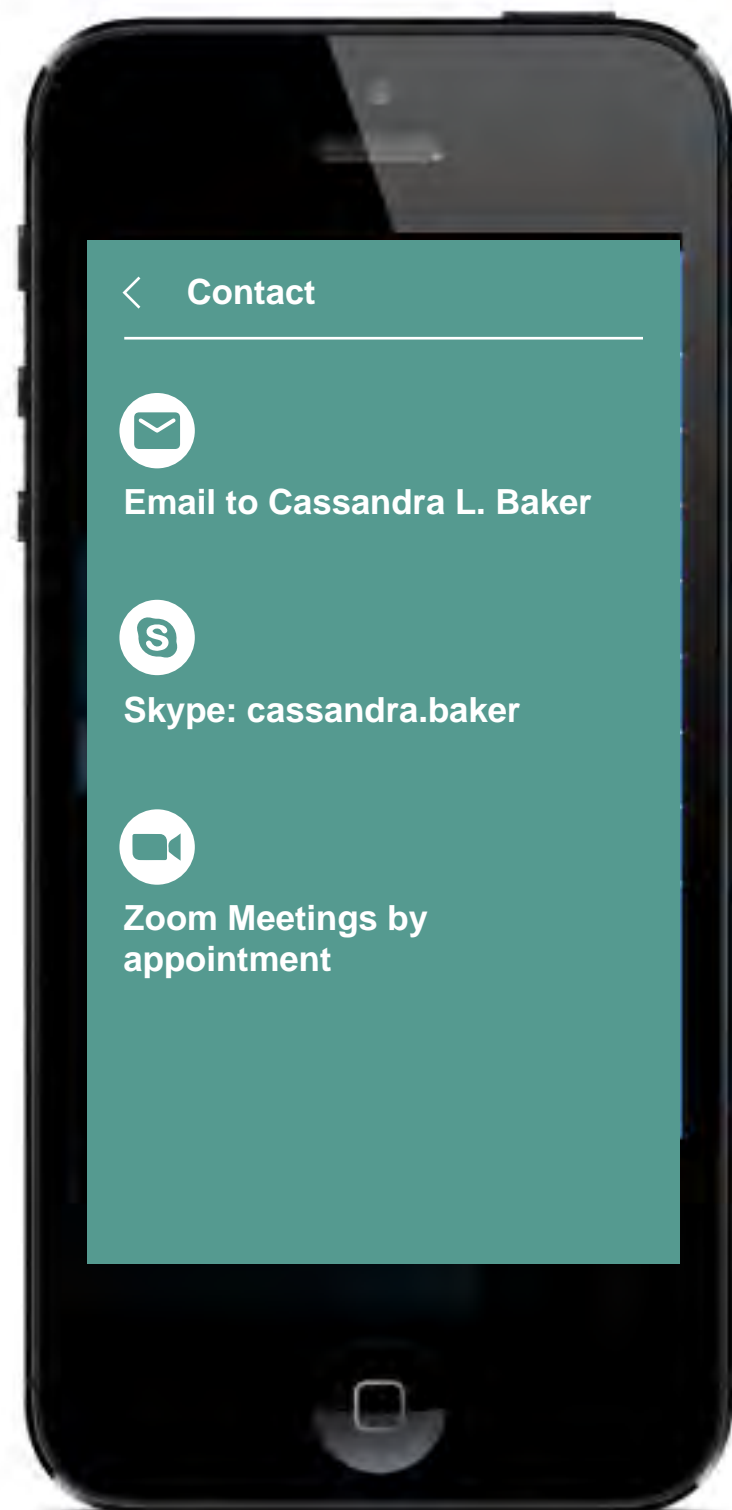 Contact
Email to Cassandra L. Baker
S
Skype: cassandra.baker
Zoom Meetings by
appointment